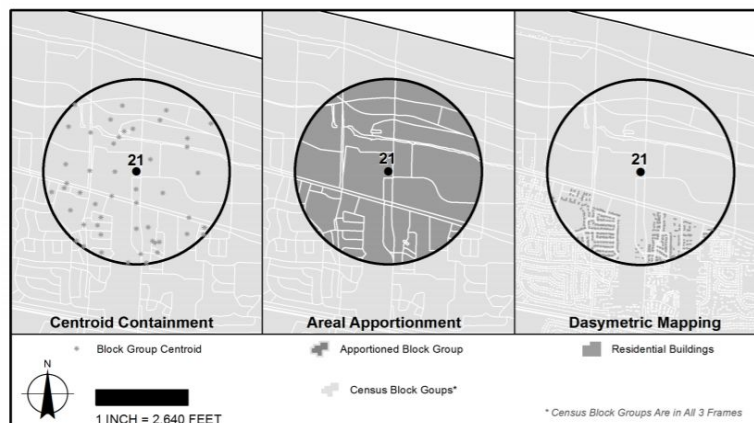 21
21
21
Centroid Containment
Areal Apportionment
Dasymetric Mapping
Block Group Centroid
Apportioned Block Group
Residential Buildings
N
Census Block Goups*
1 INCH = 2,640 FEET
* Census Block Groups Are in All 3 Frames